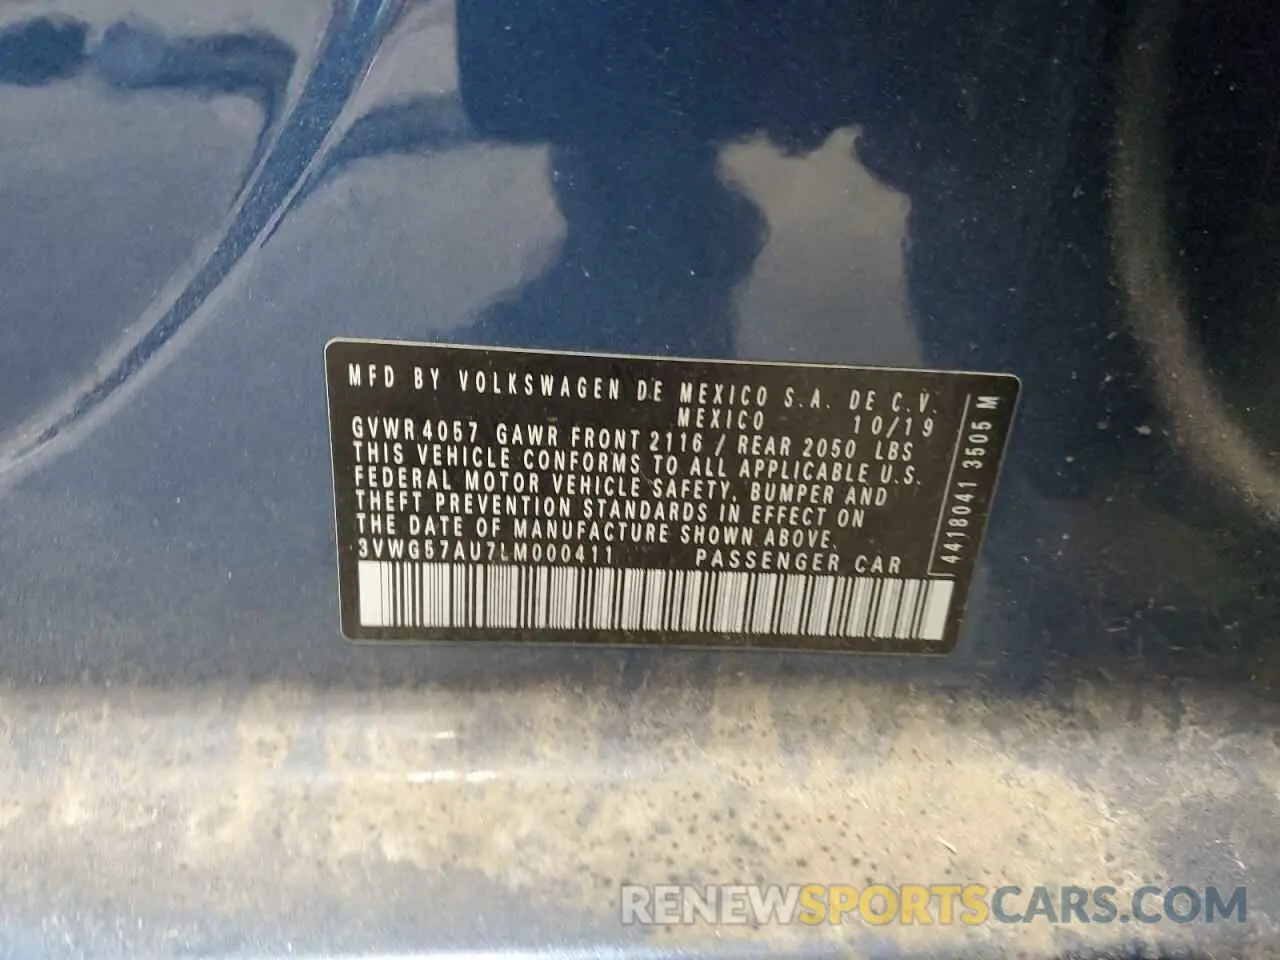 MFD BY VOLKSWAGEN DE MEXICO S.A. DE C.V.
MEXICO 10/19
GVWR 4057 GAWR FRONT 2116 / REAR 2050 LBS
THIS VEHICLE CONFORMS TO ALL APPLICABLE U.S.
FEDERAL MOTOR VEHICLE SAFETY, BUMPER AND
THEFT PREVENTION STANDARDS IN EFFECT ON
THE DATE OF MANUFACTURE SHOWN ABOVE.
3VWG57AU7LM000411 PASSENGER CAR
4418041 3505 M
RENEWSPORTSCARS.COM